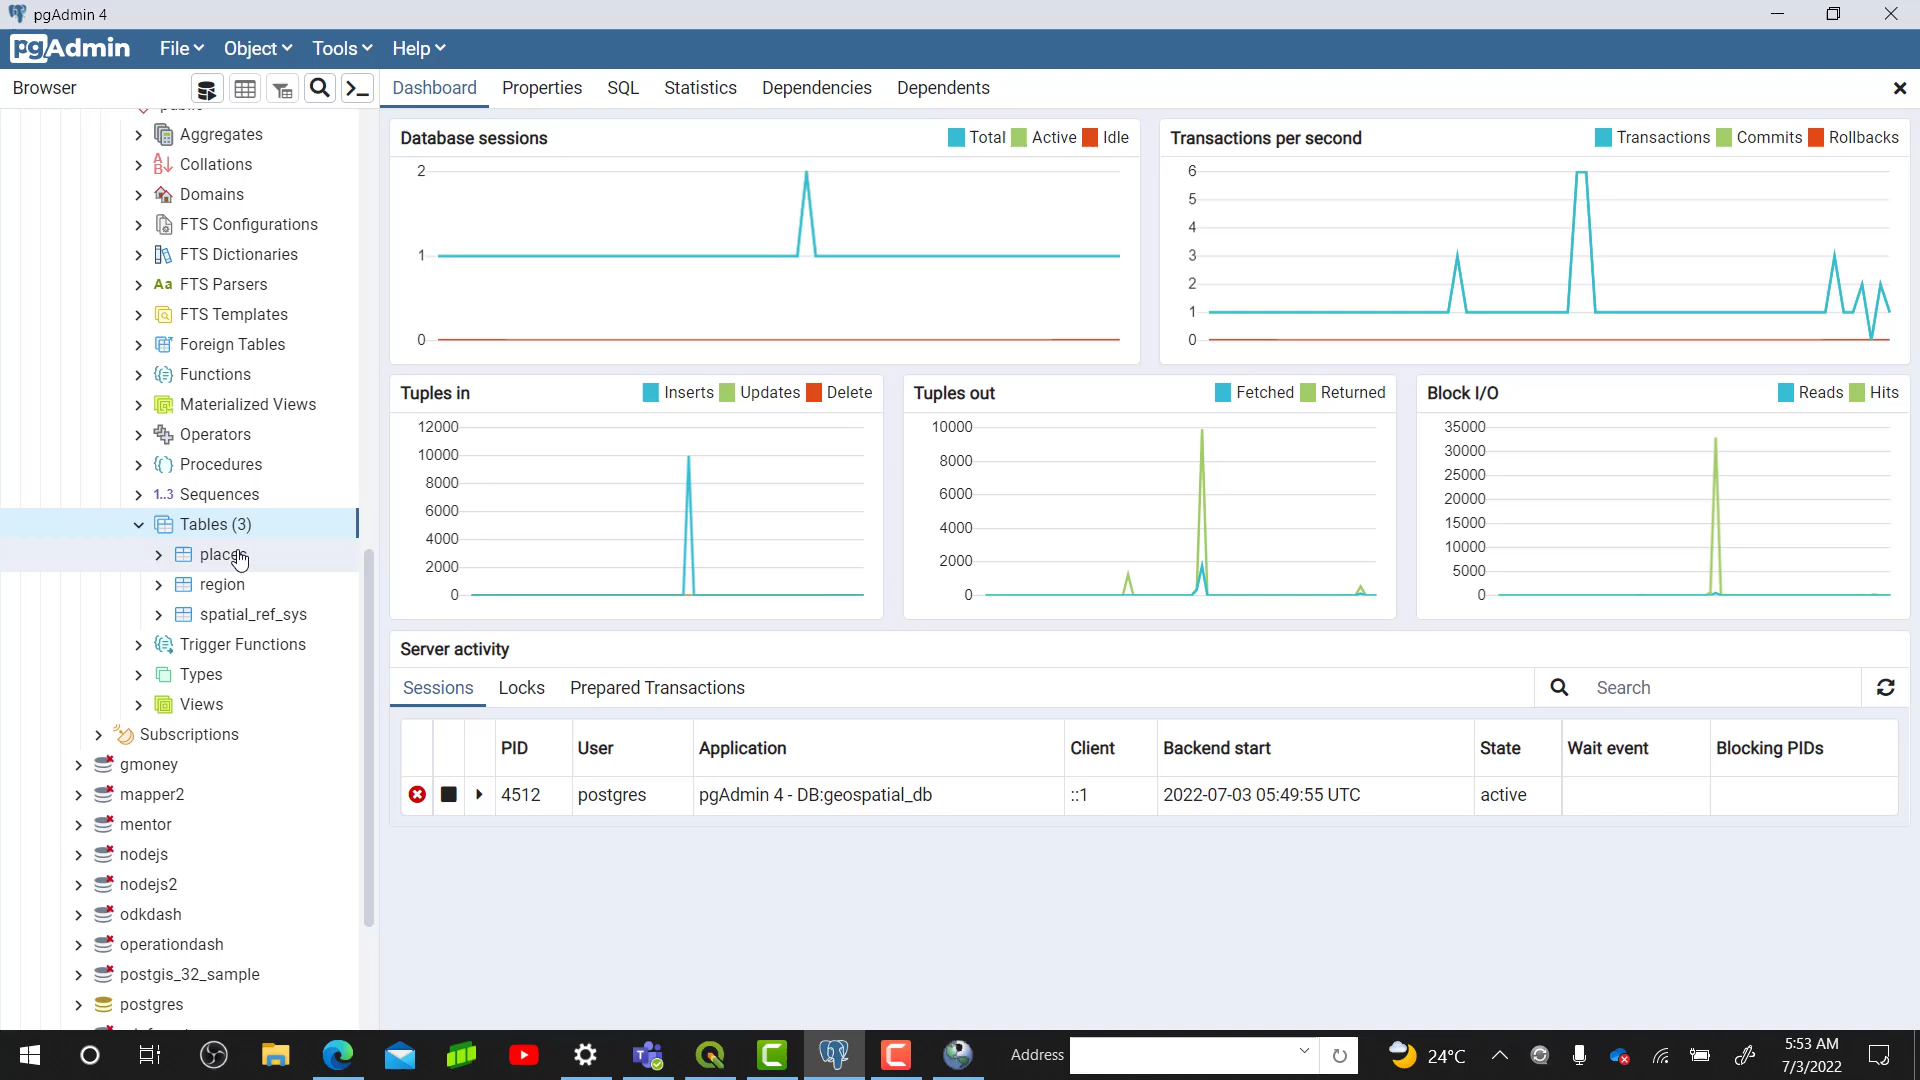 pgAdmin 4
pgAdmin File Object Tools Help
Browser
Dashboard Properties SQL Statistics Dependencies Dependents
Aggregates
Collations
Domains
FTS Configurations
FTS Dictionaries
Aa FTS Parsers
FTS Templates
Foreign Tables
Functions
Materialized Views
Operators
Procedures
1..3 Sequences
Tables (3)
places
region
spatial_ref_sys
Trigger Functions
Types
Views
Subscriptions
gmoney
mapper2
mentor
nodejs
nodejs2
odkdash
operationdash
postgis_32_sample
postgres
Database sessions Total Active Idle
2
1
0
Transactions per second Transactions Commits Rollbacks
6
5
4
3
2
1
0
Tuples in Inserts Updates Delete
12000
10000
8000
6000
4000
2000
0
Tuples out Fetched Returned
10000
8000
6000
4000
2000
0
Block I/O Reads Hits
35000
30000
25000
20000
15000
10000
5000
0
Server activity
Sessions Locks Prepared Transactions Search
PID User Application Client Backend start State Wait event Blocking PIDs
4512 postgres pgAdmin 4 - DB:geospatial_db ::1 2022-07-03 05:49:55 UTC active
Address 24°C
5:53 AM
7/3/2022